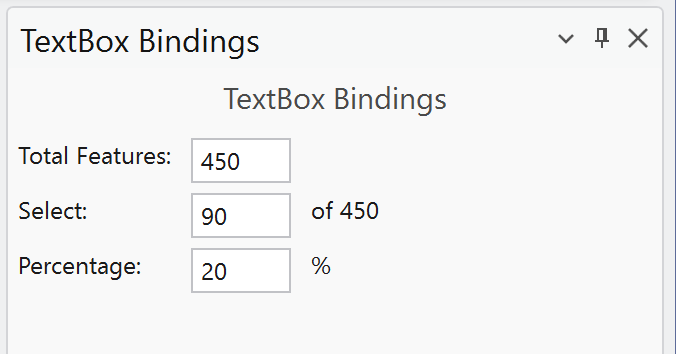 TextBox Bindings
TextBox Bindings
Total Features: 450
Select: 90 of 450
Percentage: 20 %